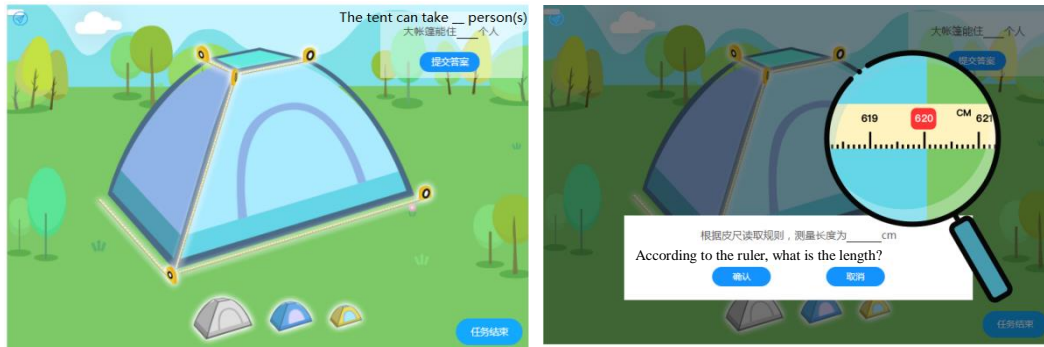 The tent can take __ person(s)
大帐篷能住____个人
提交答案
任务结束
大帐篷能住____个人
提交答案
619 620 CM 621
根据皮尺读取规则，测量长度为______cm
According to the ruler, what is the length?
确认 取消
任务结束